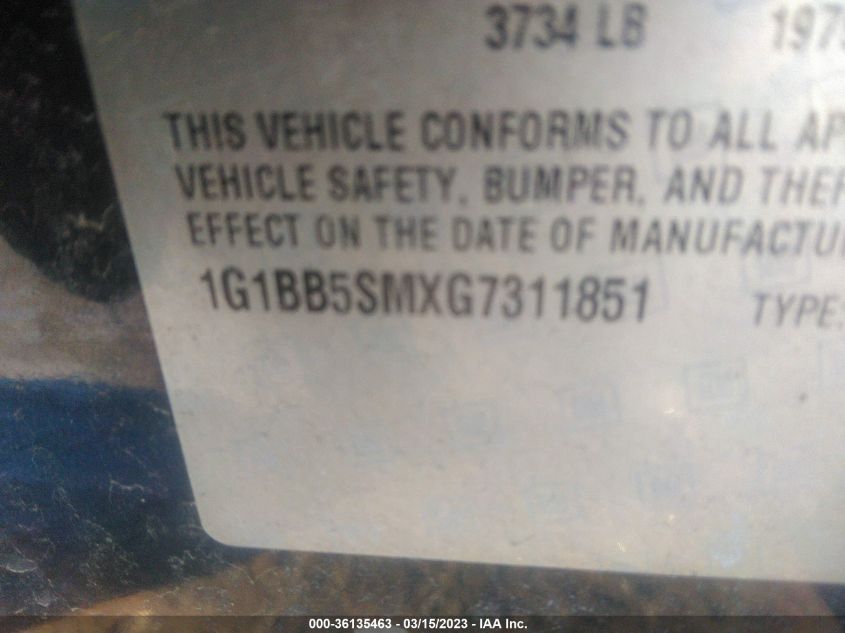 3734 LB
THIS VEHICLE CONFORMS TO ALL
VEHICLE SAFETY, BUMPER, AND
EFFECT ON THE DATE OF
1G1BB5SMXG7311851 TYPE:
000-36135463 - 03/15/2023 - IAA Inc.